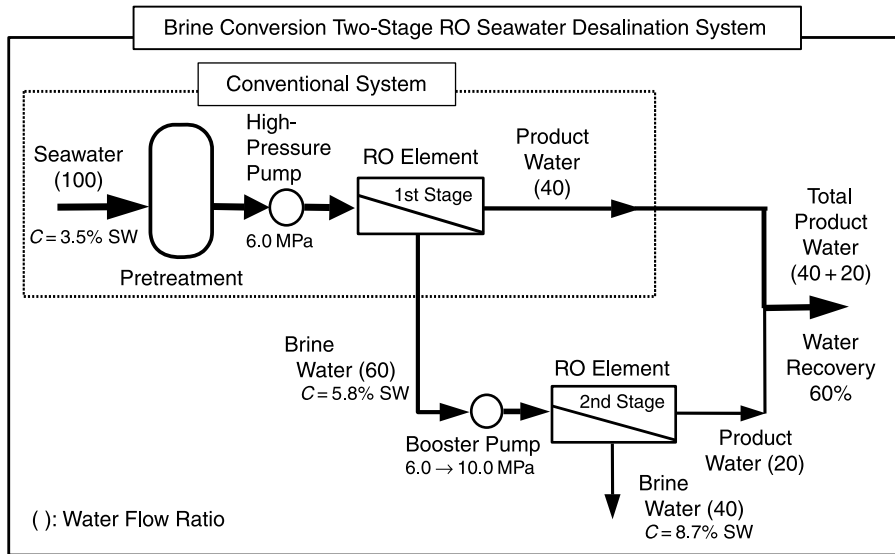 Brine Conversion Two-Stage RO Seawater Desalination System
Conventional System
Seawater
(100)
C = 3.5% SW
Pretreatment
High-
Pressure
Pump
6.0 MPa
RO Element
1st Stage
Product
Water
(40)
Total
Product
Water
(40 + 20)
Water
Recovery
60%
Brine
Water (60)
C = 5.8% SW
Booster Pump
6.0 → 10.0 MPa
RO Element
2nd Stage
Product
Water (20)
Brine
Water (40)
C = 8.7% SW
( ): Water Flow Ratio